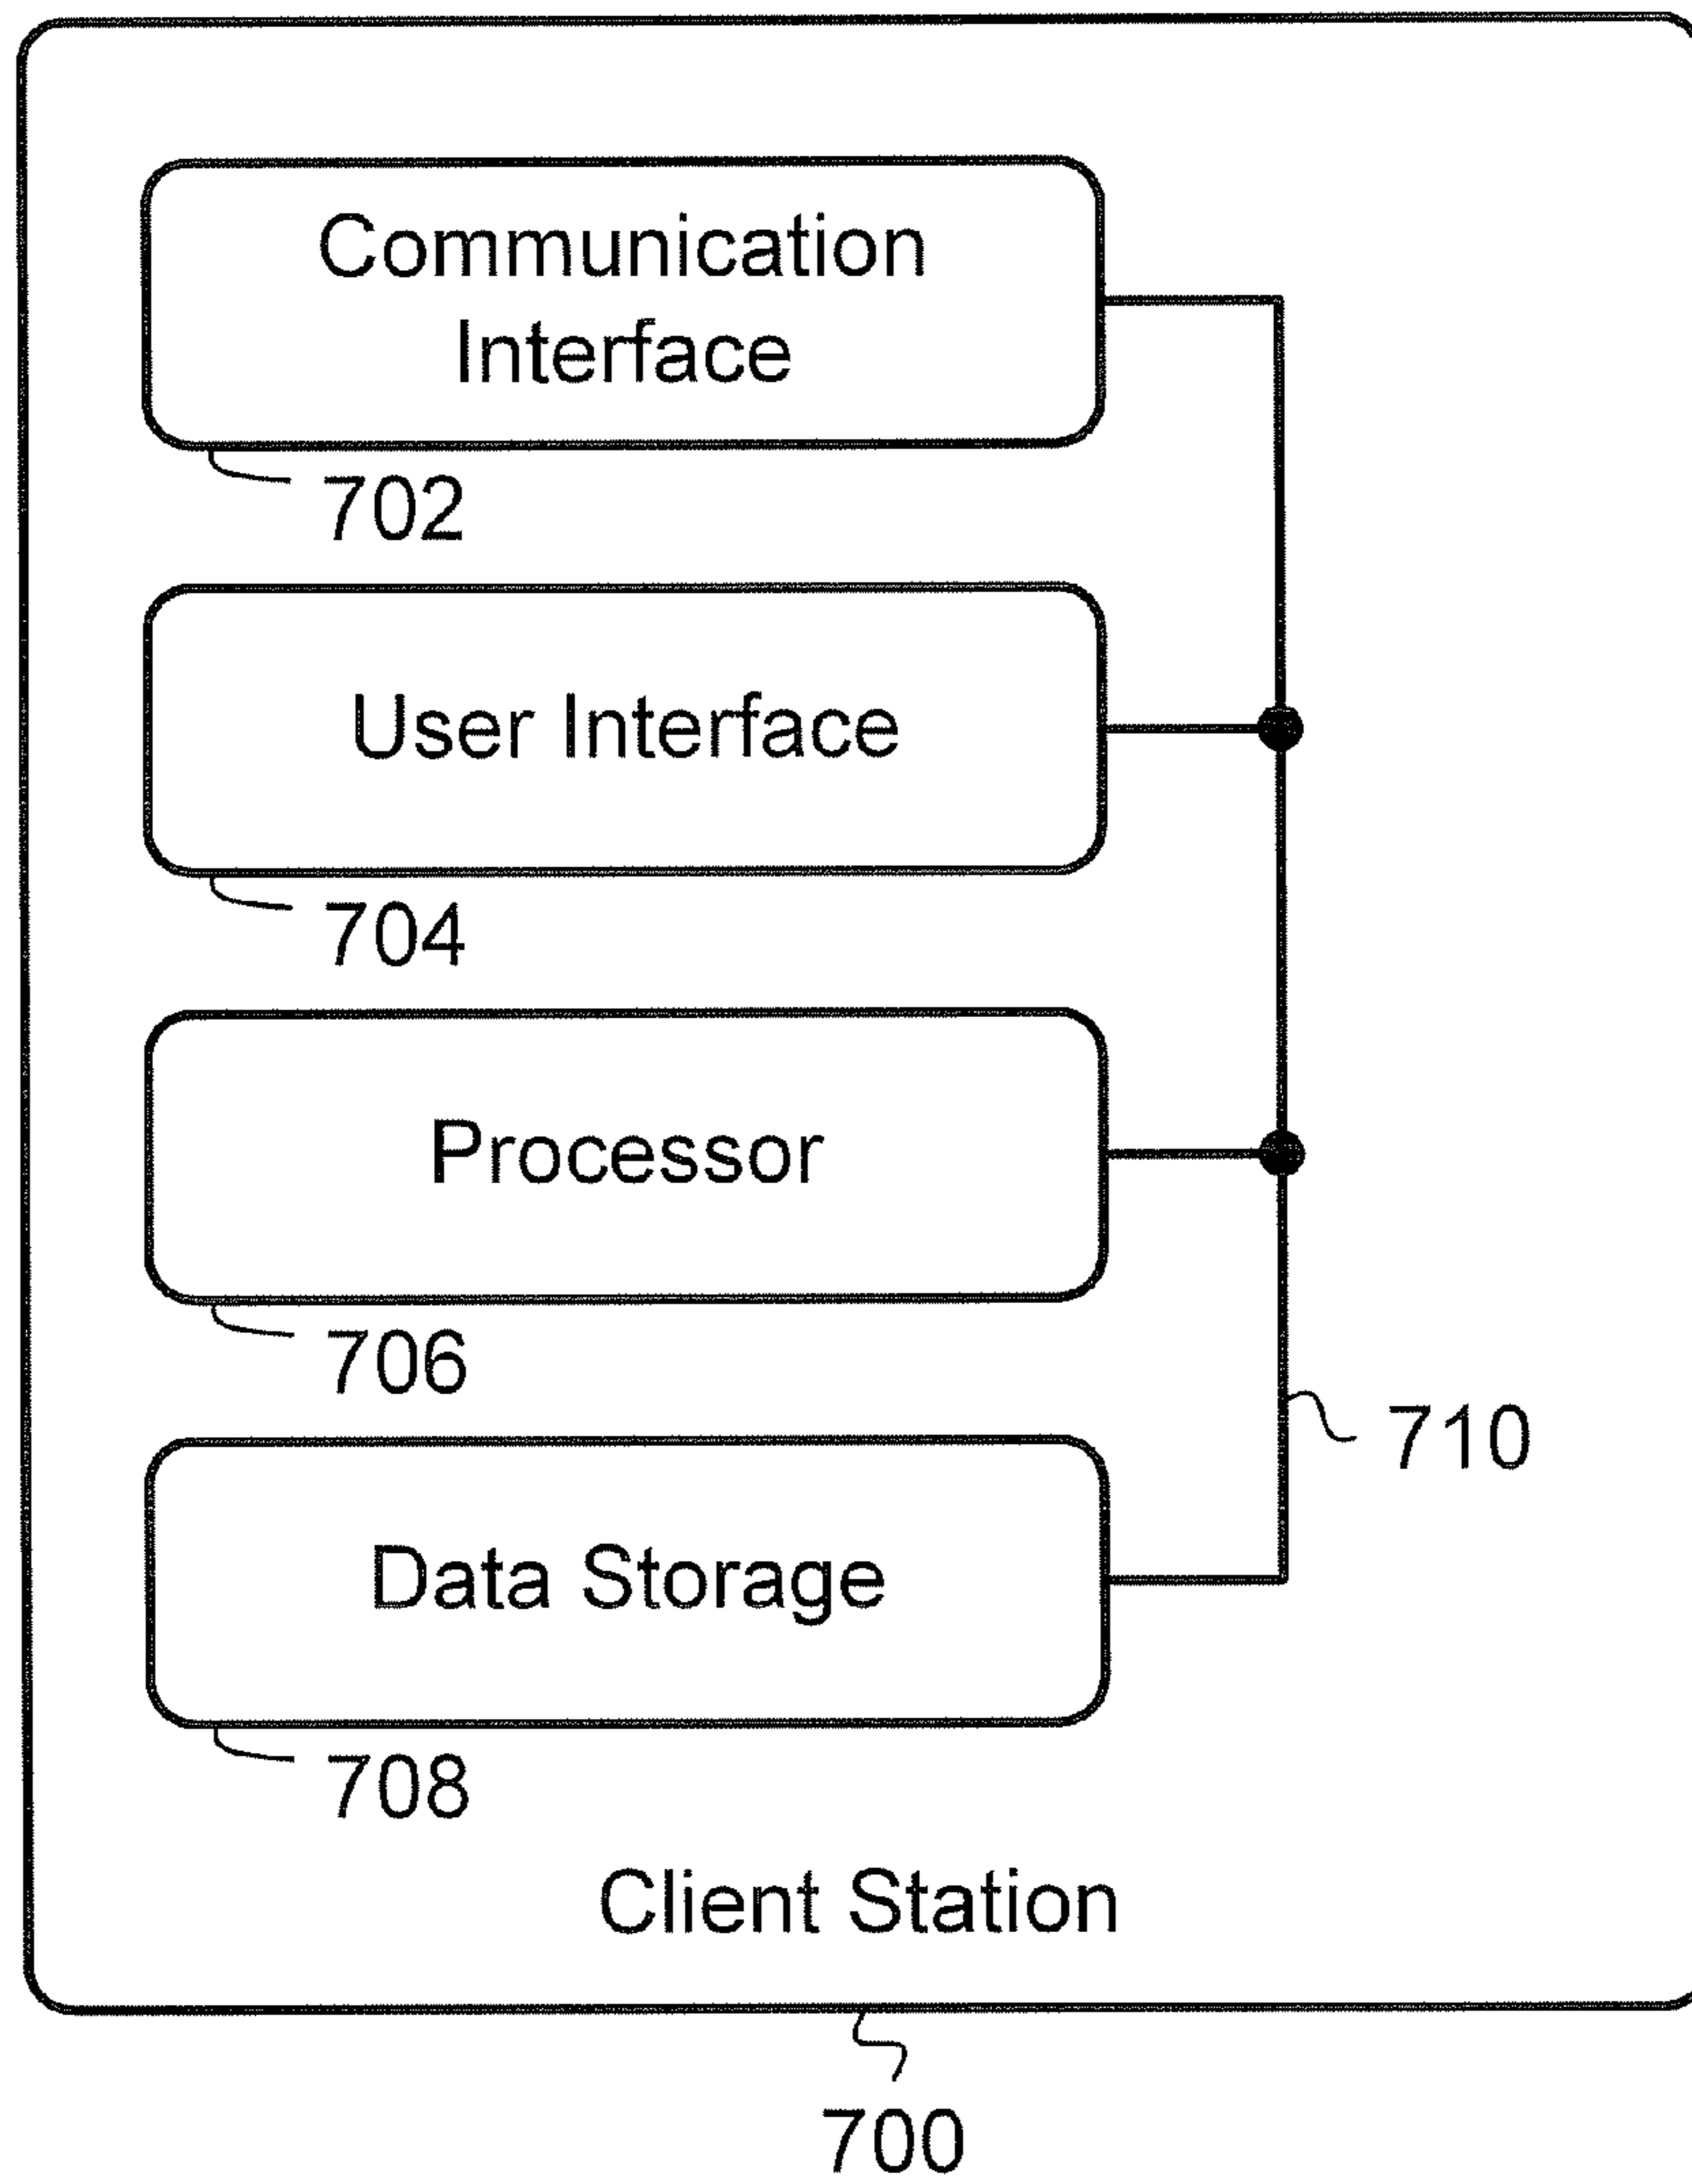 Communication
Interface
702
User Interface
704
Processor
706
710
Data Storage
708
Client Station
700